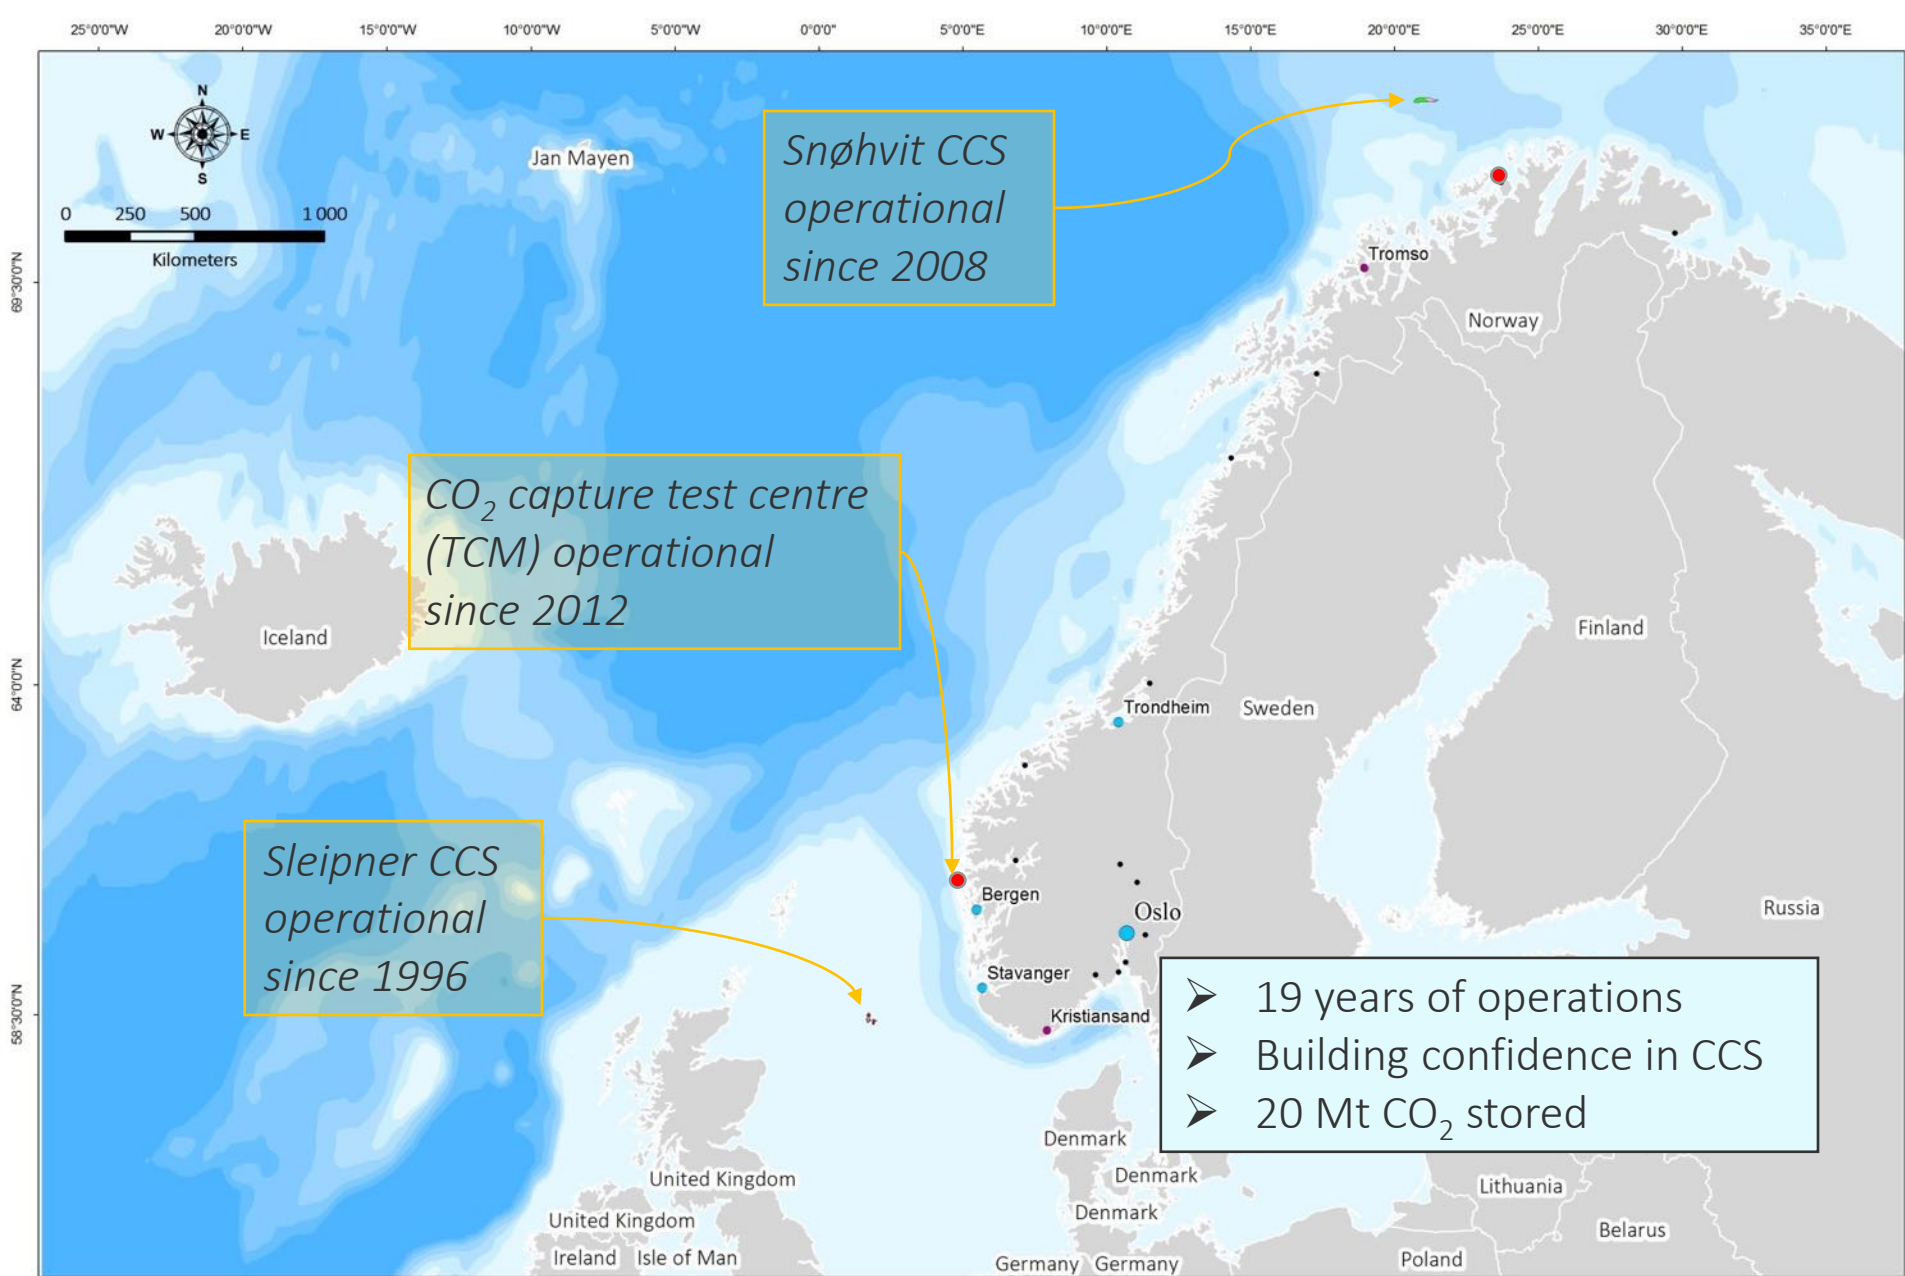 25°0'0"W 20°0'0"W 15°0'0"W 10°0'0"W 5°0'0"W 0°0'0" 5°0'0"E 10°0'0"E 15°0'0"E 20°0'0"E 25°0'0"E 30°0'0"E 35°0'0"E
N
W E
S
0 250 500 1 000
Kilometers
Jan Mayen
Snøhvit CCS
operational
since 2008
69°30'0"N
Tromso
Norway
CO₂ capture test centre
(TCM) operational
since 2012
Iceland
Finland
64°0'0"N
Trondheim
Sweden
Sleipner CCS
operational
since 1996
Bergen
Oslo
Russia
Stavanger
Kristiansand
58°30'0"N
➢ 19 years of operations
➢ Building confidence in CCS
➢ 20 Mt CO₂ stored
Denmark
Denmark
United Kingdom
Lithuania
Denmark
United Kingdom
Belarus
Ireland
Isle of Man
Germany
Germany
Poland